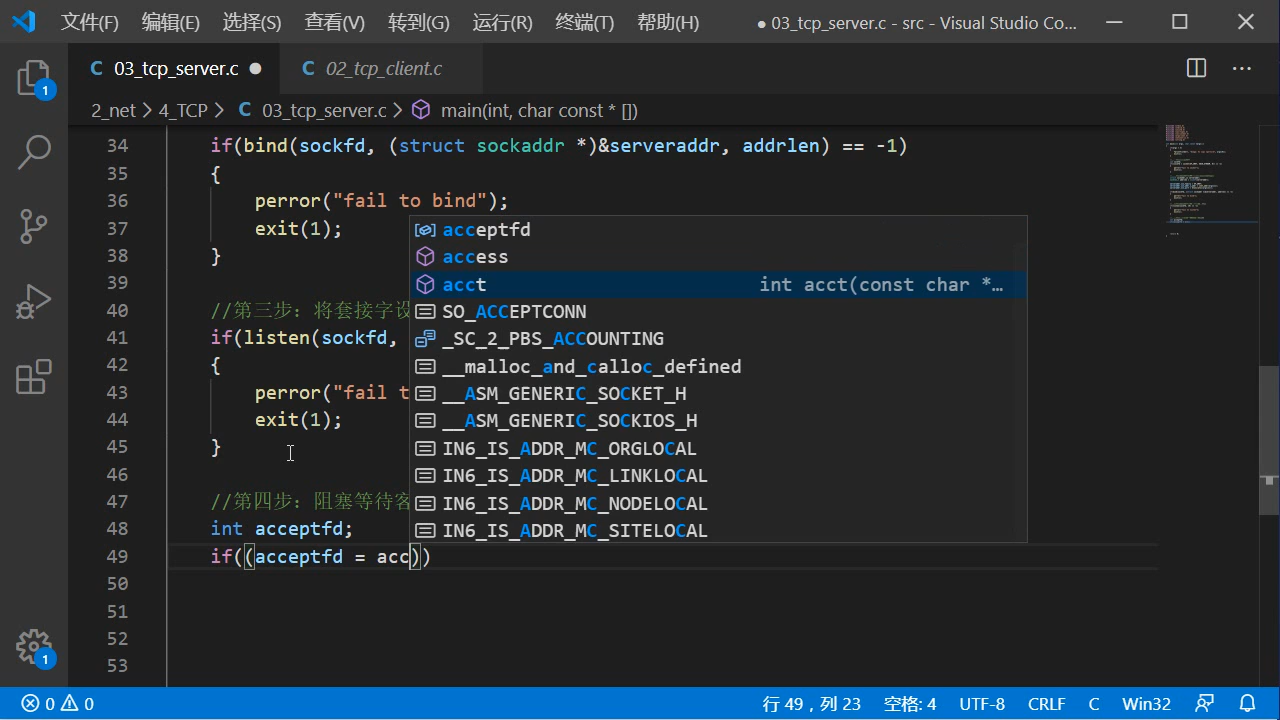 文件(F) 编辑(E) 选择(S) 查看(V) 转到(G) 运行(R) 终端(T) 帮助(H) ● 03_tcp_server.c - src - Visual Studio Co...
C 03_tcp_server.c ● C 02_tcp_client.c
1
2_net > 4_TCP > C 03_tcp_server.c > main(int, char const * [])
34 if(bind(sockfd, (struct sockaddr *)&serveraddr, addrlen) == -1)
35 {
36 perror("fail to bind");
37 exit(1);
38 }
39
40 //第三步：将套接字设
41 if(listen(sockfd,
42 {
43 perror("fail t
44 exit(1);
45 }
46
47 //第四步：阻塞等待客
48 int acceptfd;
49 if((acceptfd = acc))
50
51
52
53
acceptfd
access
acct int acct(const char *…
SO_ACCEPTCONN
_SC_2_PBS_ACCOUNTING
__malloc_and_calloc_defined
__ASM_GENERIC_SOCKET_H
__ASM_GENERIC_SOCKIOS_H
IN6_IS_ADDR_MC_ORGLOCAL
IN6_IS_ADDR_MC_LINKLOCAL
IN6_IS_ADDR_MC_NODELOCAL
IN6_IS_ADDR_MC_SITELOCAL
1
0 0 行 49，列 23 空格: 4 UTF-8 CRLF C Win32